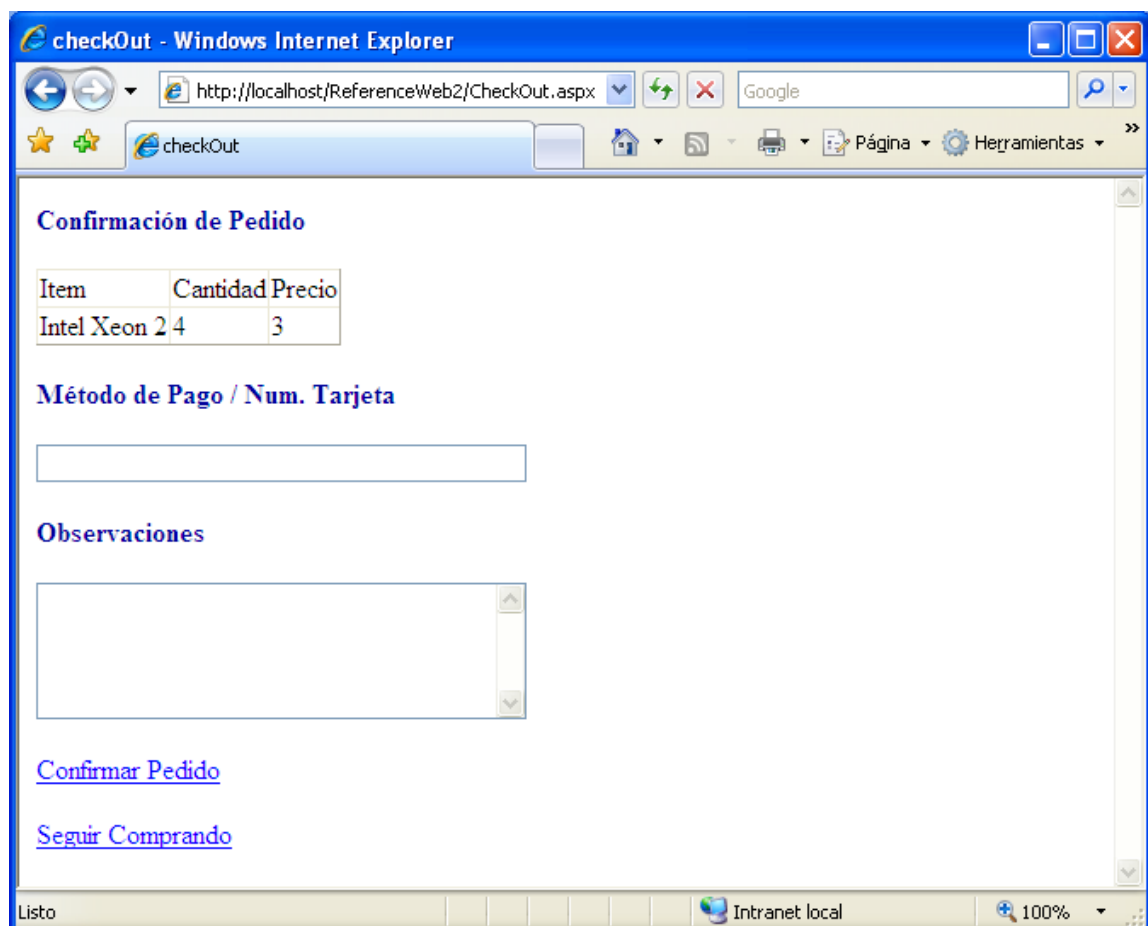 checkOut - Windows Internet Explorer
http://localhost/ReferenceWeb2/CheckOut.aspx
Google
checkOut
Página
Herramientas
»
Confirmación de Pedido
Item Cantidad Precio
Intel Xeon 2 4 3
Método de Pago / Num. Tarjeta
Observaciones
Confirmar Pedido
Seguir Comprando
Listo
Intranet local
100%